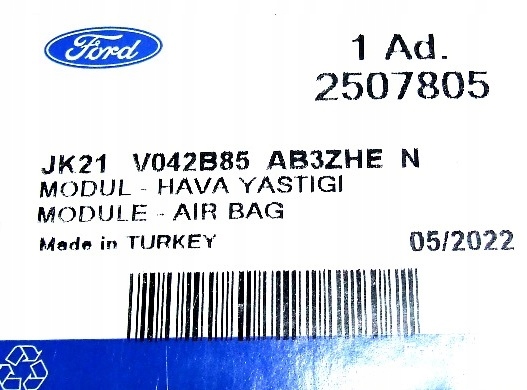 Ford
1 Ad.
2507805
JK21 V042B85 AB3ZHE N
MODUL - HAVA YASTIGI
MODULE - AIR BAG
Made in TURKEY
05/2022